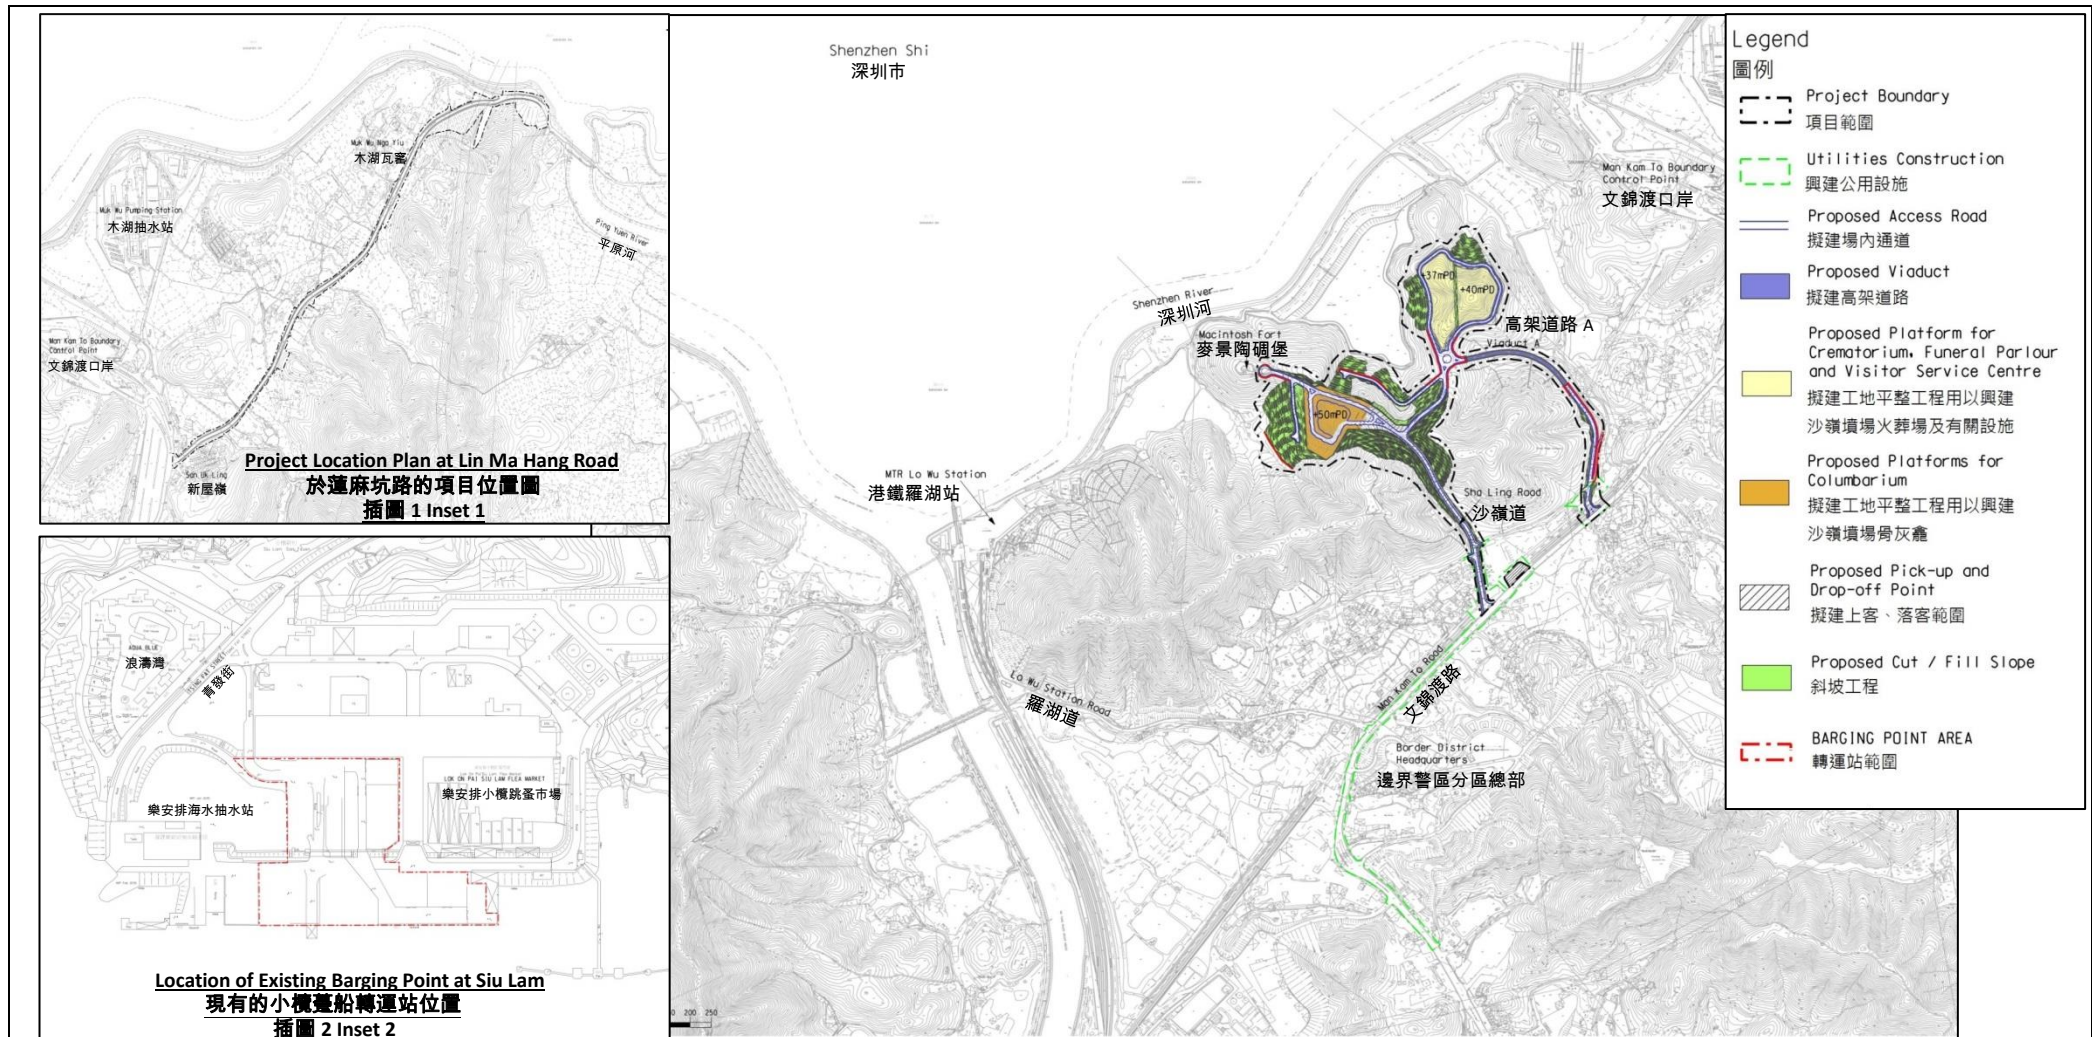 Muk Wu Nga Yiu
木湖瓦窰
Muk Wu Pumping Station
木湖抽水站
Ping Yuen River
平原河
Man Kam To Boundary
Control Point
文錦渡口岸
San Uk Ling
新屋嶺
Project Location Plan at Lin Ma Hang Road
於蓮麻坑路的項目位置圖
插圖 1 Inset 1
AQUA BLUE
浪濤灣
TSING FAT STREET
青發街
樂安排海水抽水站
LOK ON PAI SIU LAM FLEA MARKET
樂安排小欖跳蚤市場
Location of Existing Barging Point at Siu Lam
現有的小欖躉船轉運站位置
插圖 2 Inset 2
Shenzhen Shi
深圳市
Man Kam To Boundary
Control Point
文錦渡口岸
Shenzhen River
深圳河
+37mPD
+40mPD
Macintosh Fort
麥景陶碉堡
高架道路 A
Viaduct A
+50mPD
MTR Lo Wu Station
港鐵羅湖站
Sha Ling Road
沙嶺道
Lo Wu Station Road
羅湖道
Man Kam To Road
文錦渡路
Border District
Headquarters
邊界警區分區總部
200 250
Legend
圖例
Project Boundary
項目範圍
Utilities Construction
興建公用設施
Proposed Access Road
擬建場內通道
Proposed Viaduct
擬建高架道路
Proposed Platform for
Crematorium, Funeral Parlour
and Visitor Service Centre
擬建工地平整工程用以興建
沙嶺墳場火葬場及有關設施
Proposed Platforms for
Columbarium
擬建工地平整工程用以興建
沙嶺墳場骨灰龕
Proposed Pick-up and
Drop-off Point
擬建上客、落客範圍
Proposed Cut / Fill Slope
斜坡工程
BARGING POINT AREA
轉運站範圍